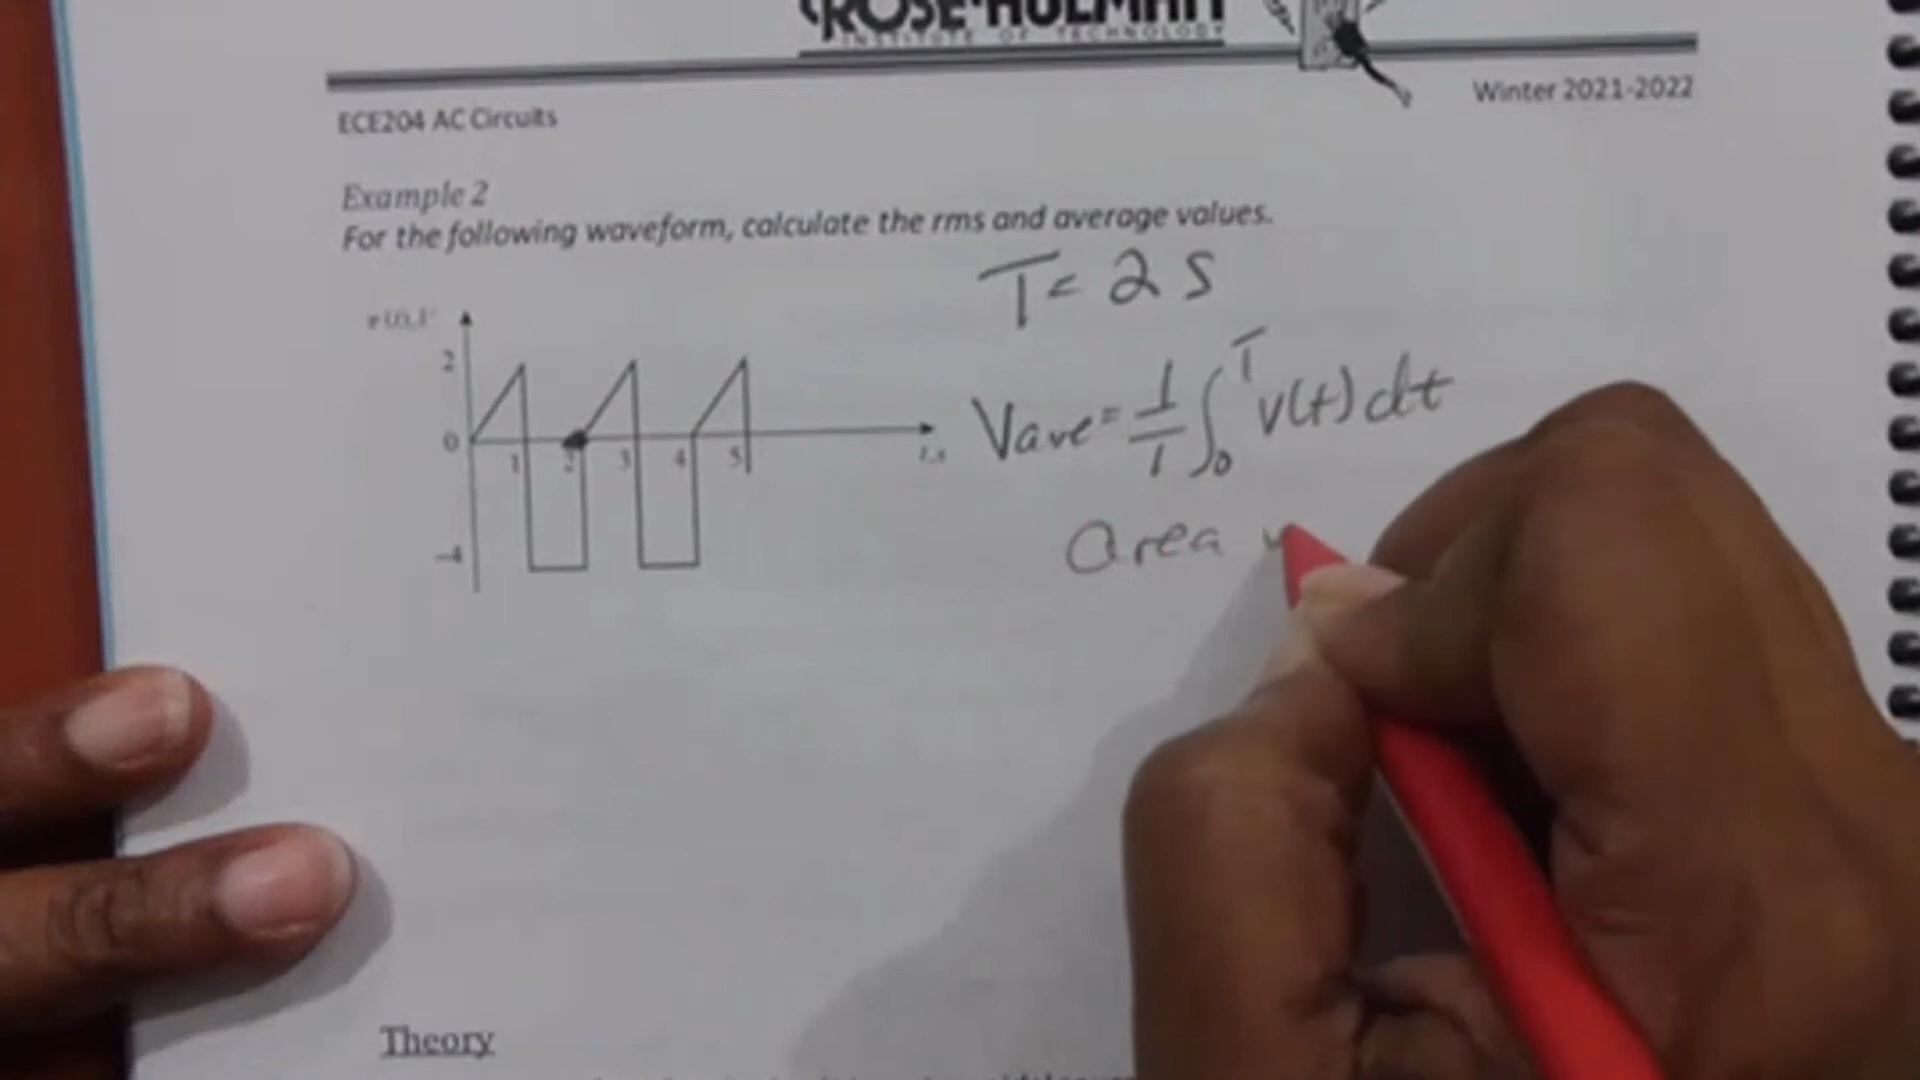 ROSE-HULMAN
INSTITUTE OF TECHNOLOGY
Winter 2021-2022
ECE204 AC Circuits
Example 2
For the following waveform, calculate the rms and average values.
T = 2 s
v(t),V
2
0
1 2 3 4 5
t,s
-4
Vave = 1/T ∫₀ᵀ v(t) dt
Area
Theory